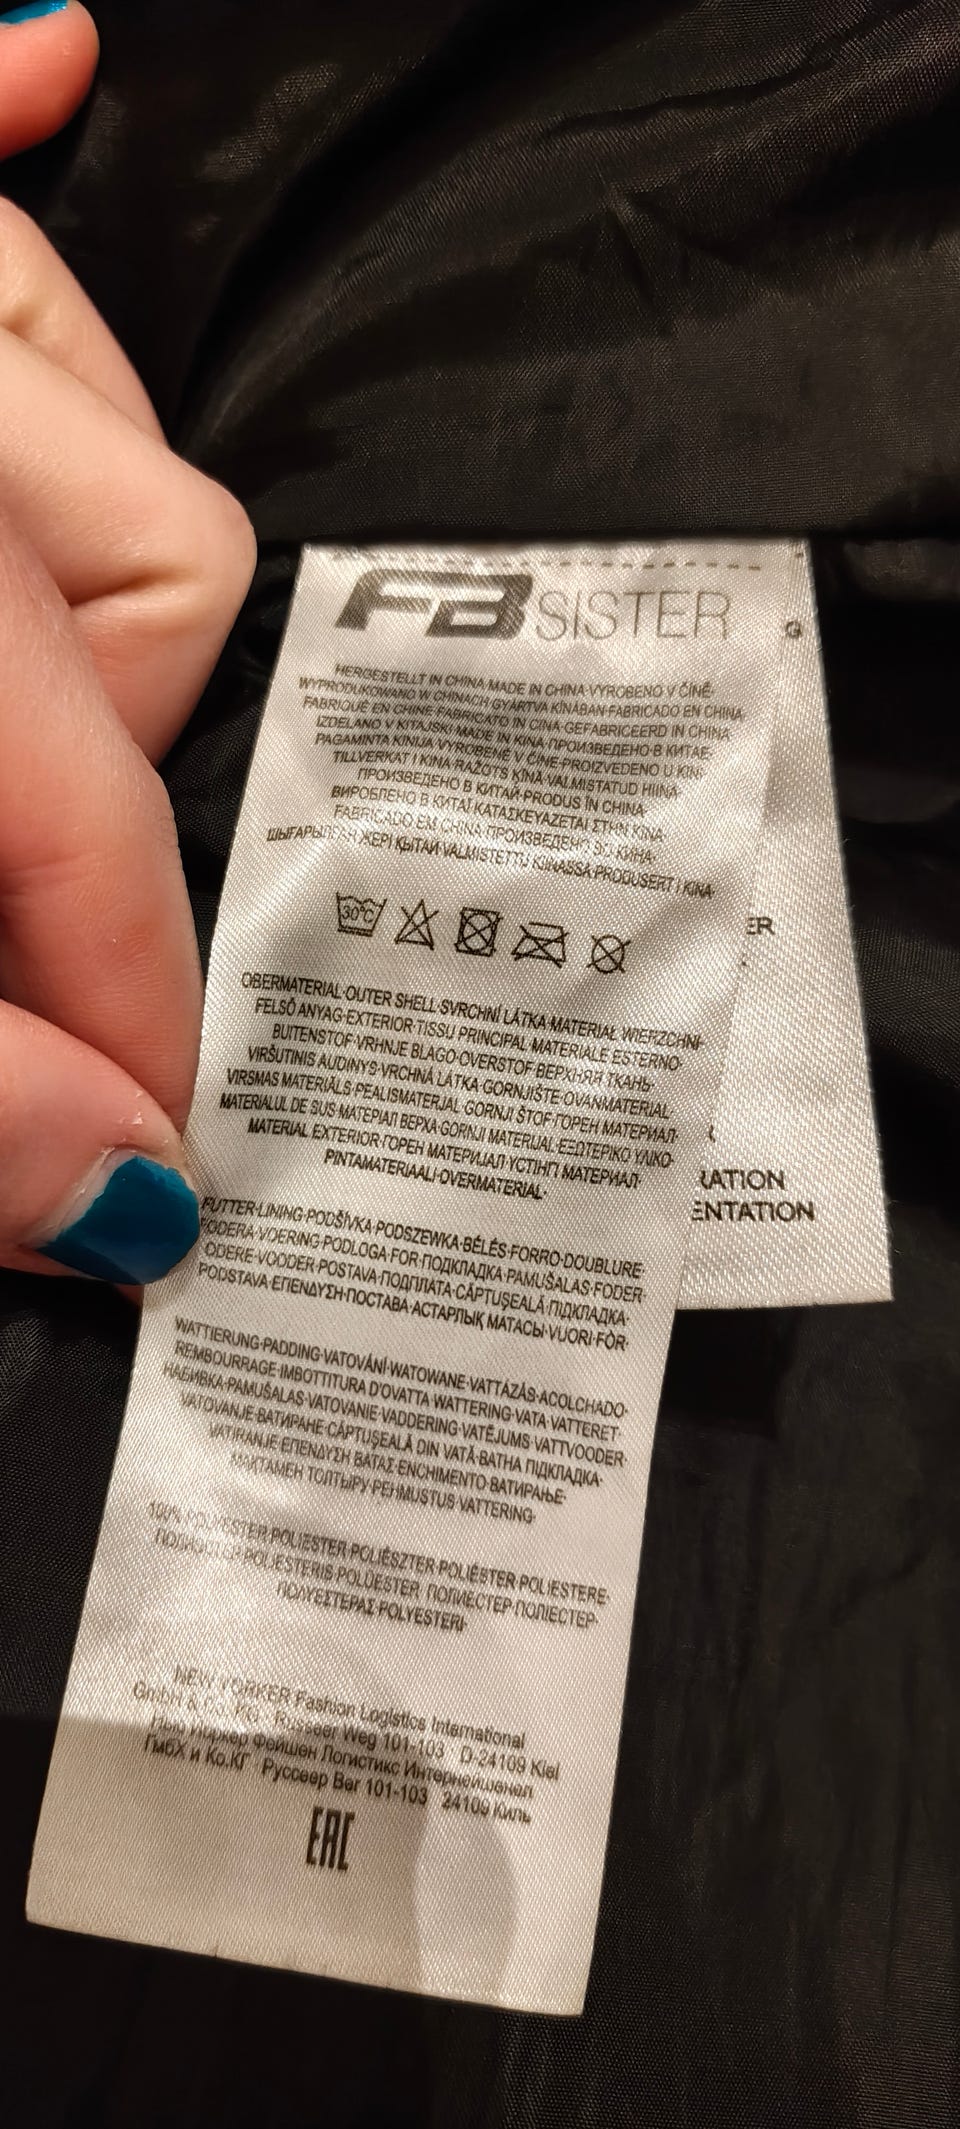 FB SISTER
G
HERGESTELLT IN CHINA·MADE IN CHINA·VYROBENO V ČÍNĚ·
WYPRODUKOWANO W CHINACH·GYÁRTVA KÍNÁBAN·FABRICADO EN CHINA·
FABRIQUÉ EN CHINE·FABRICATO IN CINA·GEFABRICEERD IN CHINA
IZDELANO V KITAJSKI·MADE IN KINA·ПРОИЗВЕДЕНО В КИТАЕ·
PAGAMINTA KINIJA·VYROBENÉ V ČÍNE·PROIZVEDENO U KINI·
TILLVERKAT I KINA·RAŽOTS ĶĪNĀ·VALMISTATUD HIINA·
ПРОИЗВЕДЕНО В КИТАЙ·PRODUS ÎN CHINA·
ВИРОБЛЕНО В КИТАЇ·ΚΑΤΑΣΚΕΥΑΖΕΤΑΙ ΣΤΗΝ ΚΙΝΑ·
FABRICADO EM CHINA·ПРОИЗВЕДЕНО ВО КИНА·
ШЫҒАРЫЛҒАН ЖЕРІ ҚЫТАЙ·VALMISTETTU KIINASSA·PRODUSERT I KINA·
30°C
OBERMATERIAL·OUTER SHELL·SVRCHNÍ LÁTKA·MATERIAŁ WIERZCHNI·
FELSŐ ANYAG·EXTERIOR·TISSU PRINCIPAL·MATERIALE ESTERNO·
BUITENSTOF·VRHNJE BLAGO·OVERSTOF·ВЕРХНЯЯ ТКАНЬ·
VIRŠUTINIS AUDINYS·VRCHNÁ LÁTKA·GORNJIŠTE·OVANMATERIAL·
VIRSMAS MATERIĀLS·PEALISMATERJAL·GORNJI ŠTOF·ГОРЕН МАТЕРИАЛ·
MATERIALUL DE SUS·МАТЕРІАЛ ВЕРХА·GORNJI MATERIJAL·ΕΞΩΤΕΡΙΚΟ ΥΛΙΚΟ·
MATERIAL EXTERIOR·ГОРЕН МАТЕРИЈАЛ·ҮСТІҢГІ МАТЕРИАЛ·
PINTAMATERIAALI·OVERMATERIAL·
FUTTER·LINING·PODŠÍVKA·PODSZEWKA·BÉLÉS·FORRO·DOUBLURE·
FODERA·VOERING·PODLOGA·FOR·ПОДКЛАДКА·PAMUŠALAS·FODER·
ODERE·VOODER·POSTAVA·ПОДПЛАТА·CĂPTUŞEALĂ·ПІДКЛАДКА·
PODSTAVA·ΕΠΕΝΔΥΣΗ·ПОСТАВА·АСТАРЛЫҚ МАТАСЫ·VUORI·FÔR·
WATTIERUNG·PADDING·VATOVÁNÍ·WATOWANE·VATTÁZÁS·ACOLCHADO·
REMBOURRAGE·IMBOTTITURA D'OVATTA·WATTERING·VATA·VATTERET·
НАБИВКА·PAMUŠALAS·VATOVANIE·VADDERING·VATĒJUMS·VATTVOODER·
VATOVANJE·ВАТИРАНЕ·CĂPTUŞEALĂ DIN VATĂ·ВАТНА ПІДКЛАДКА·
VATIRANJE·ΕΠΕΝΔΥΣΗ ΒΑΤΑΣ·ENCHIMENTO·ВАТИРАЊЕ·
МАКТАМЕН ТОЛТЫРУ·PEHMUSTUS·VATTERING·
100% POLYESTER·POLIESTER·POLIÉSZTER·POLIÉSTER·POLIESTERE·
ПОЛИЭСТЕР·POLIESTERIS·POLÜESTER·ПОЛИЕСТЕР·ПОЛІЕСТЕР·
ΠΟΛΥΕΣΤΕΡΑΣ·POLYESTERI·
NEW YORKER Fashion Logistics International
GmbH & Co. KG Russeer Weg 101-103 D-24109 Kiel
Нью Йоркер Фейшен Логистикс Интернейшенел
ГмбХ и Ко.КГ Руссеер Вег 101-103 24109 Киль
EAC
ER
RATION
ENTATION